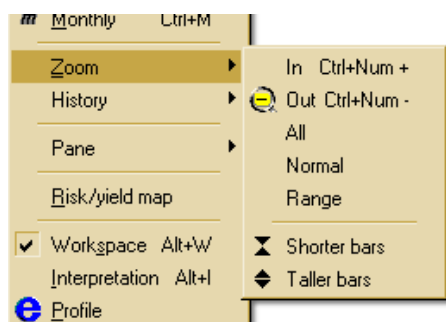 m Monthly Ctrl+M
Zoom
History
Pane
Risk/yield map
Workspace Alt+W
Interpretation Alt+I
Profile
In Ctrl+Num +
Out Ctrl+Num -
All
Normal
Range
Shorter bars
Taller bars